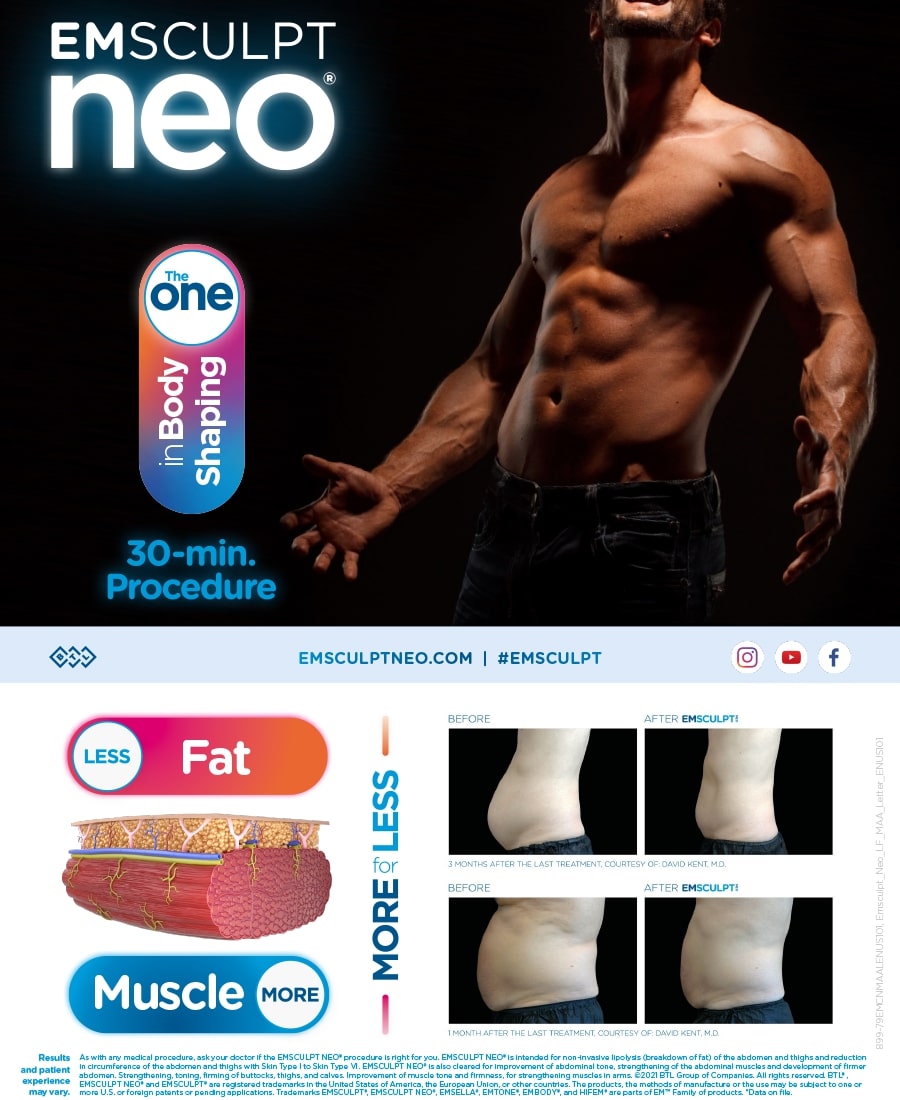 EMSCULPT
neo®
The
one
in Body
Shaping
30-min.
Procedure
BTL
EMSCULPTNEO.COM | #EMSCULPT
LESS
Fat
MORE for LESS
Muscle
MORE
BEFORE
AFTER EMSCULPT
3 MONTHS AFTER THE LAST TREATMENT, COURTESY OF: DAVID KENT, M.D.
BEFORE
AFTER EMSCULPT
1 MONTH AFTER THE LAST TREATMENT, COURTESY OF: DAVID KENT, M.D.
899-79EMCNMAALENUS101, Emsculpt_Neo_LF_MAA_Letter_ENUS101
Results
and patient
experience
may vary.
As with any medical procedure, ask your doctor if the EMSCULPT NEO® procedure is right for you. EMSCULPT NEO® is intended for non-invasive lipolysis (breakdown of fat) of the abdomen and thighs and reduction
in circumference of the abdomen and thighs with Skin Type I to Skin Type VI. EMSCULPT NEO® is also cleared for improvement of abdominal tone, strengthening of the abdominal muscles and development of firmer
abdomen. Strengthening, toning, firming of buttocks, thighs, and calves. Improvement of muscle tone and firmness, for strengthening muscles in arms. ©2021 BTL Group of Companies. All rights reserved. BTL®,
EMSCULPT NEO® and EMSCULPT® are registered trademarks in the United States of America, the European Union, or other countries. The products, the methods of manufacture or the use may be subject to one or
more U.S. or foreign patents or pending applications. Trademarks EMSCULPT®, EMSCULPT NEO®, EMSELLA®, EMTONE®, EMBODY®, and HIFEM® are parts of EM™ Family of products. *Data on file.